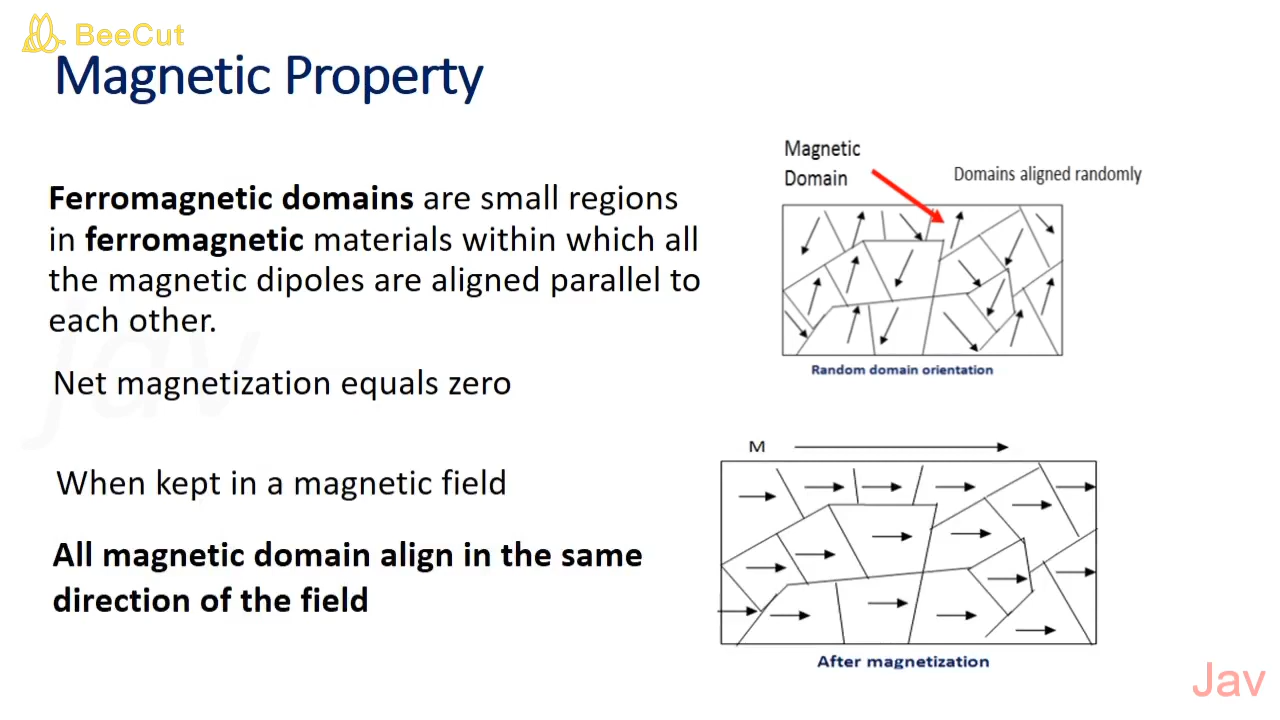 BeeCut
Magnetic Property
Ferromagnetic domains are small regions
in ferromagnetic materials within which all
the magnetic dipoles are aligned parallel to
each other.
Net magnetization equals zero
When kept in a magnetic field
All magnetic domain align in the same
direction of the field
Magnetic
Domain
Domains aligned randomly
Random domain orientation
M
After magnetization
jav
Jav